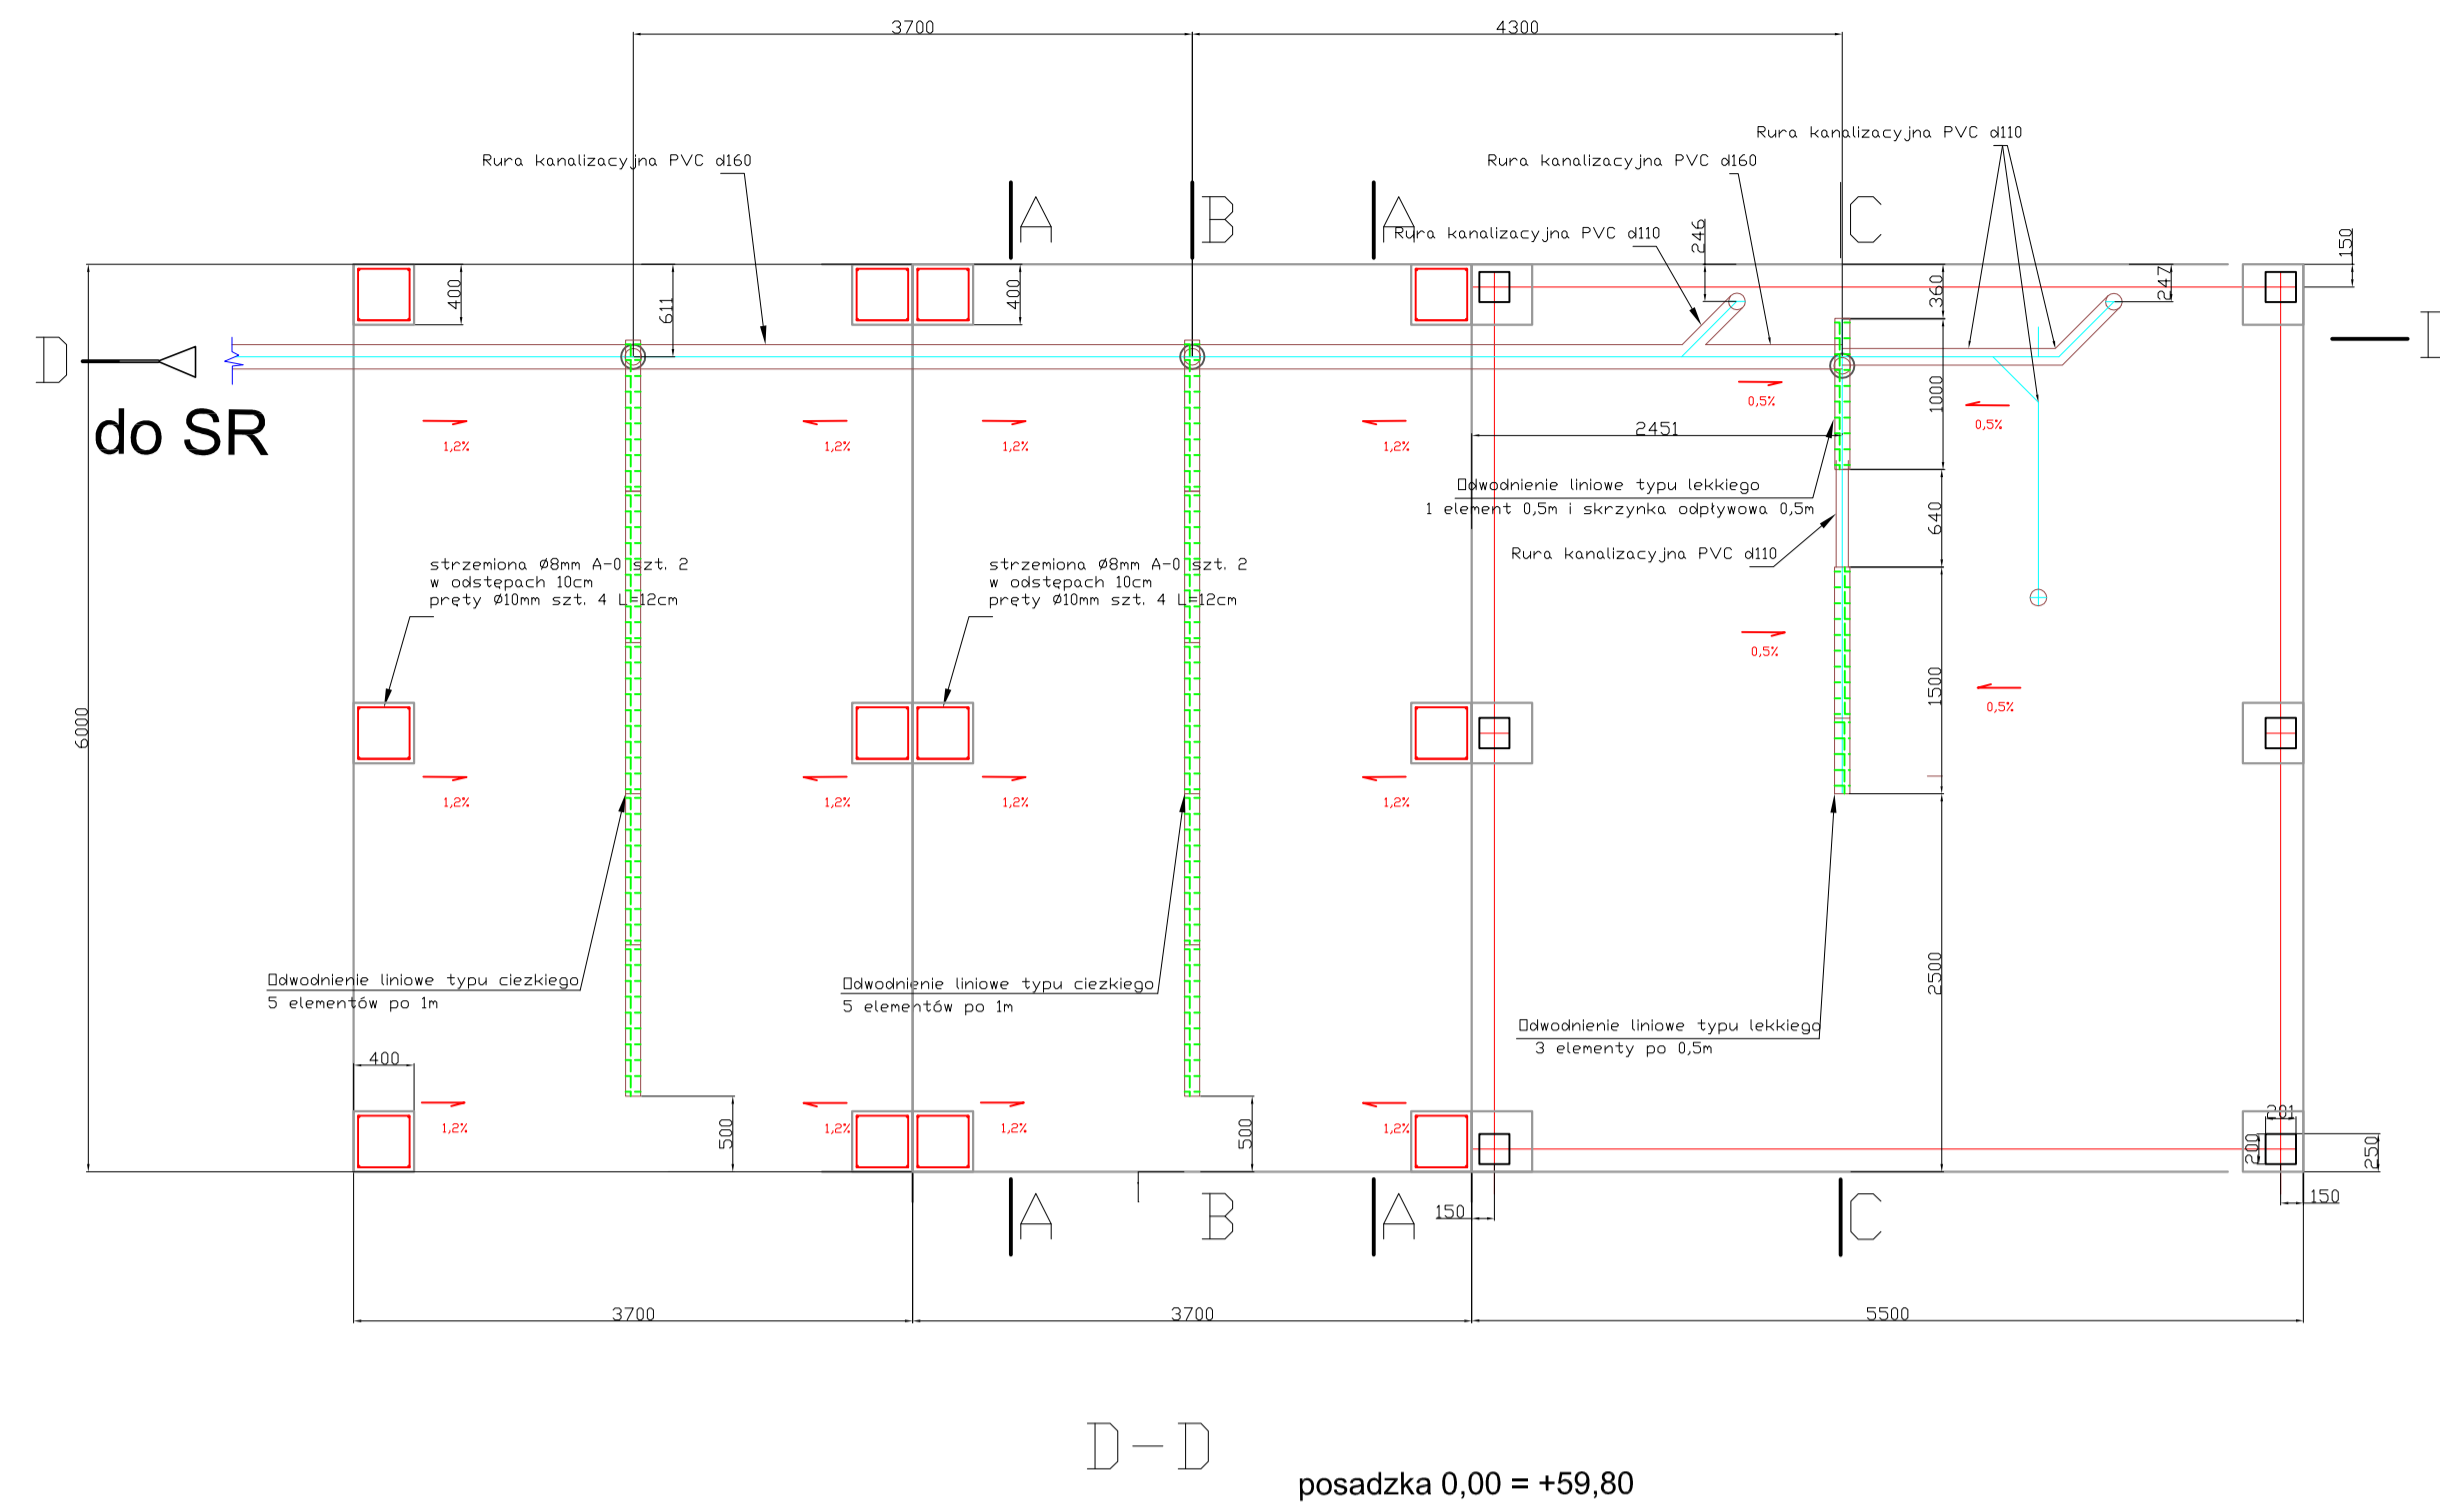 3700
4300
Rura kanalizacyjna PVC d110
Rura kanalizacyjna PVC d160
Rura kanalizacyjna PVC d160
A
B
A
C
Rura kanalizacyjna PVC d110
246
150
400
611
400
360
247
D
do SR
1000
0,5%
0,5%
1,2%
1,2%
1,2%
1,2%
2451
Odwodnienie liniowe typu lekkiego
1 element 0,5m i skrzynka odpływowa 0,5m
640
Rura kanalizacyjna PVC d110
strzemiona Ø8mm A-0 szt. 2
w odstępach 10cm
pręty Ø10mm szt. 4 L=12cm
strzemiona Ø8mm A-0 szt. 2
w odstępach 10cm
pręty Ø10mm szt. 4 L=12cm
0,5%
1500
0,5%
6000
1,2%
1,2%
1,2%
1,2%
Odwodnienie liniowe typu ciezkiego
5 elementów po 1m
Odwodnienie liniowe typu ciezkiego
5 elementów po 1m
2500
Odwodnienie liniowe typu lekkiego
3 elementy po 0,5m
400
1,2%
1,2%
1,2%
1,2%
500
500
201
200
250
A
B
A
C
150
150
3700
3700
5500
D-D
posadzka 0,00 = +59,80